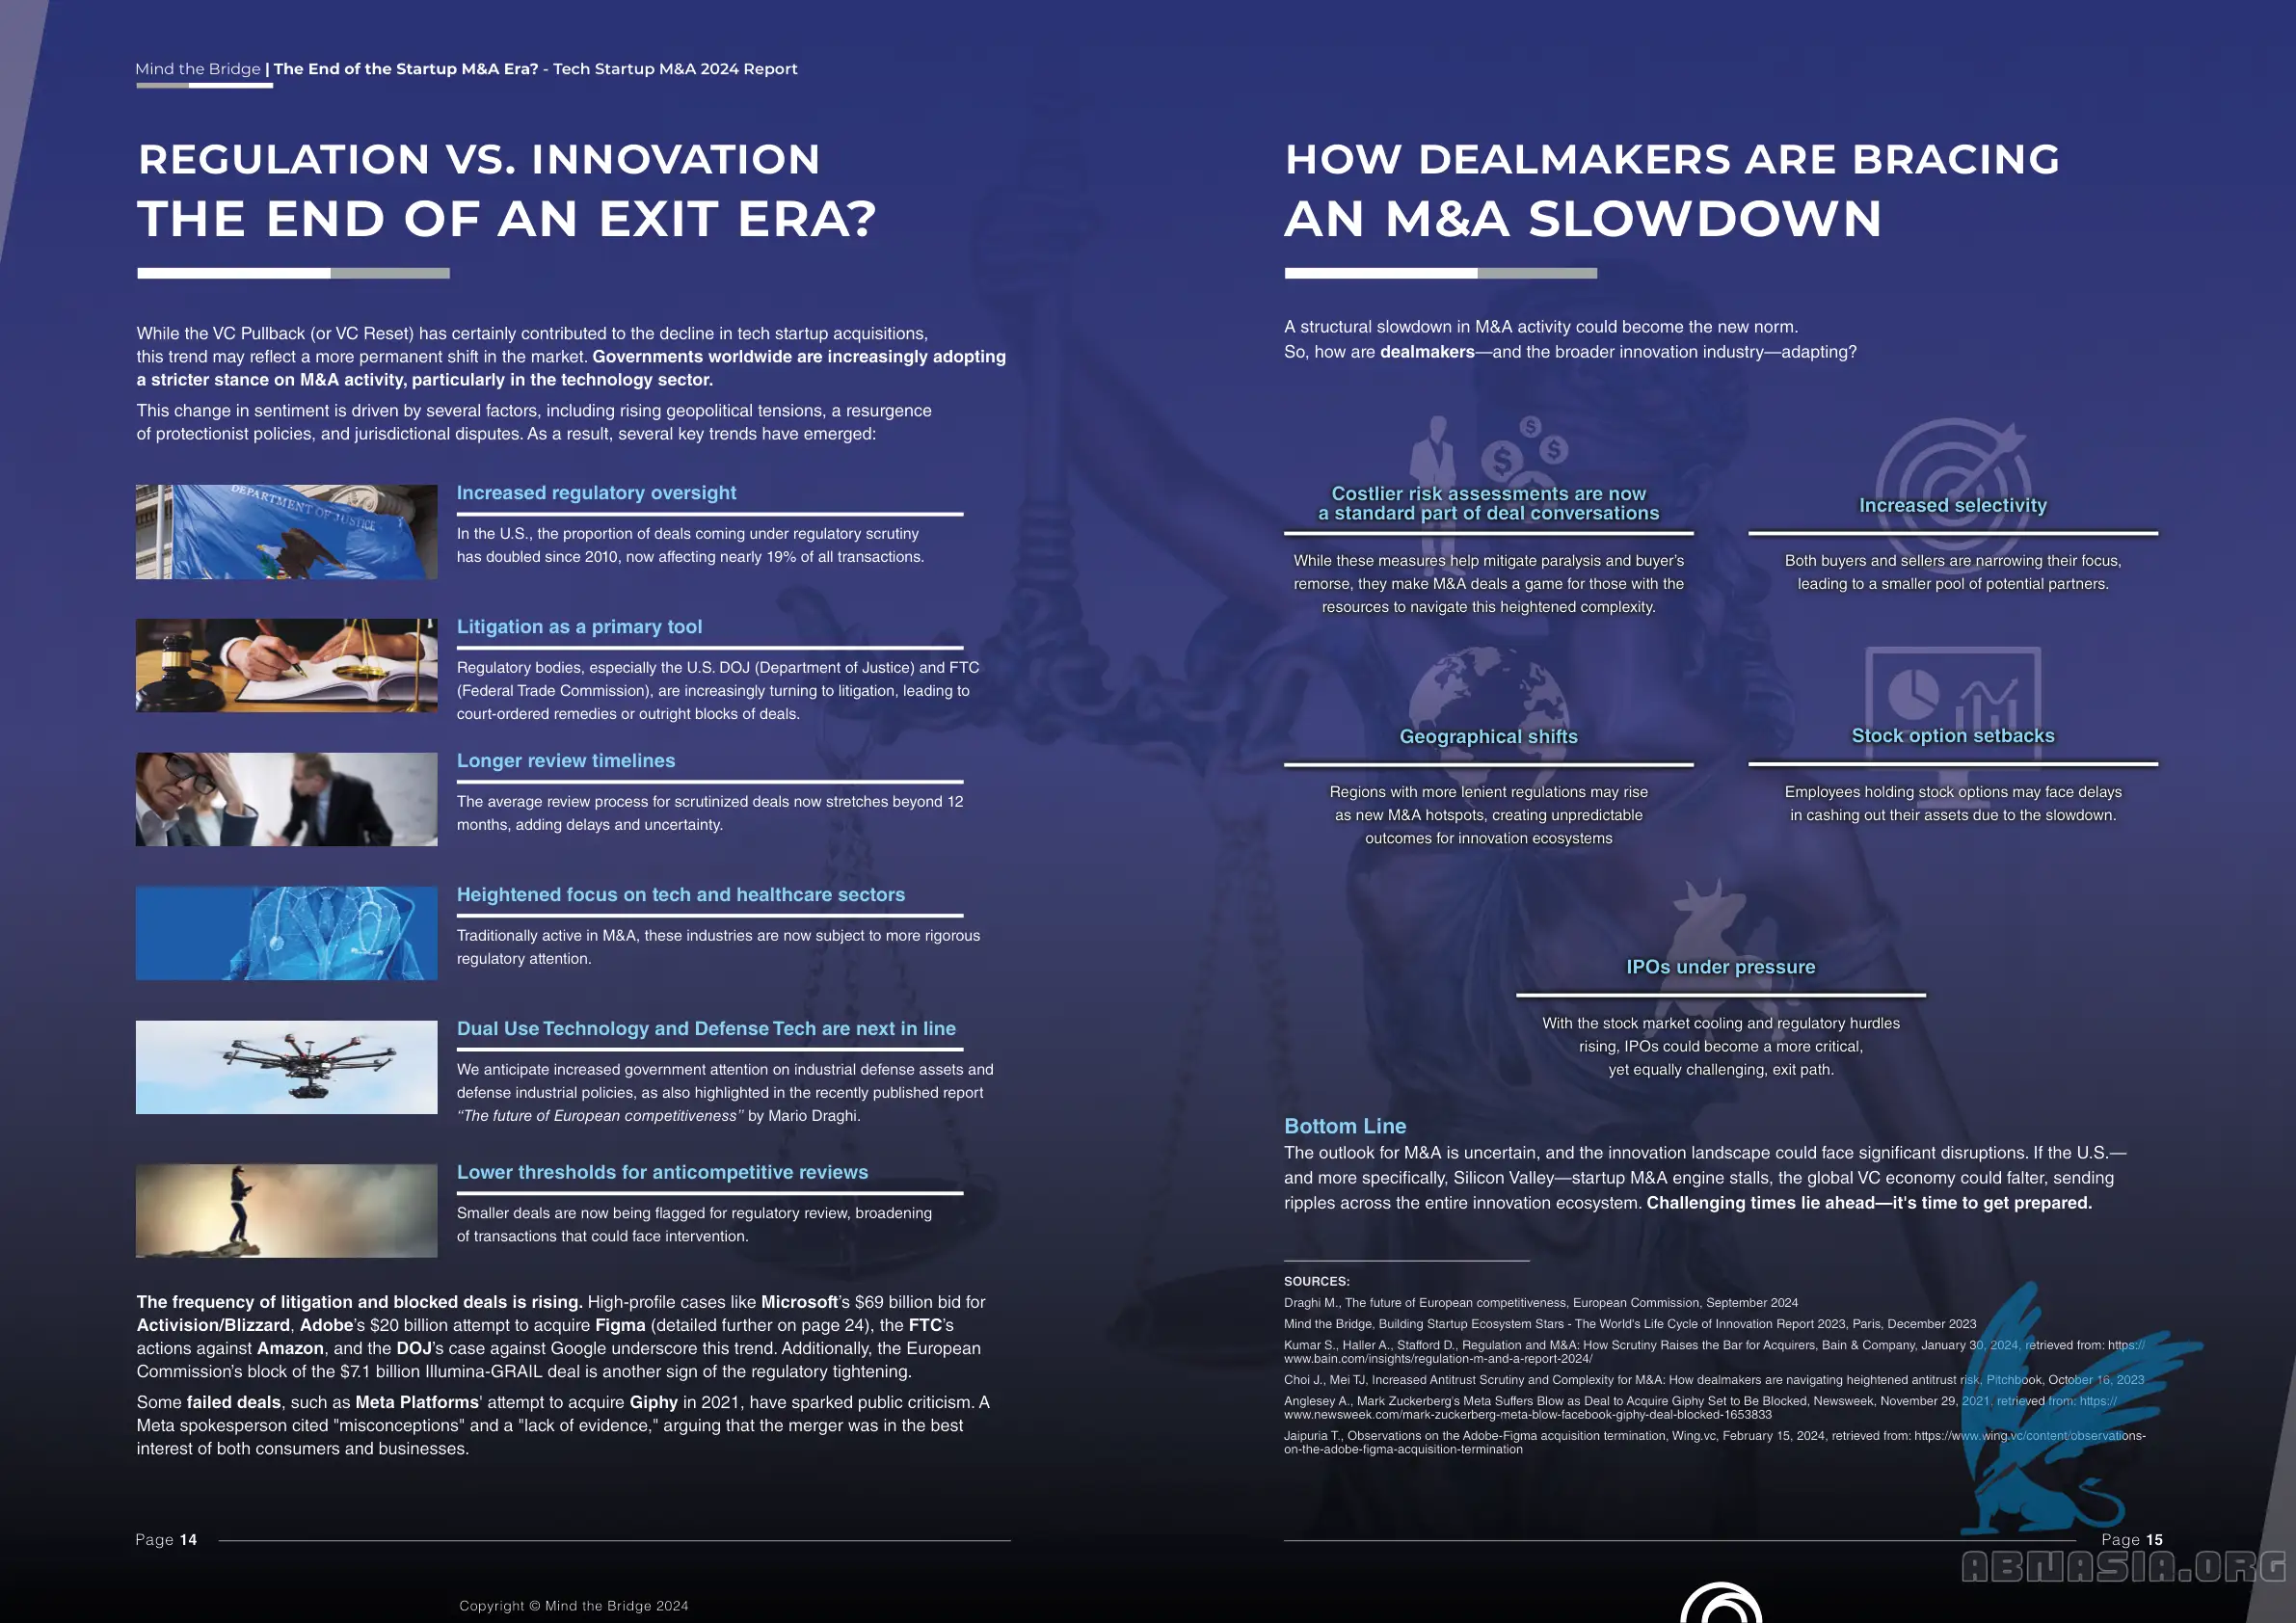 Mind the Bridge | The End of the Startup M&A Era? - Tech Startup M&A 2024 Report
REGULATION VS. INNOVATION
THE END OF AN EXIT ERA?
While the VC Pullback (or VC Reset) has certainly contributed to the decline in tech startup acquisitions,
this trend may reflect a more permanent shift in the market. Governments worldwide are increasingly adopting
a stricter stance on M&A activity, particularly in the technology sector.
This change in sentiment is driven by several factors, including rising geopolitical tensions, a resurgence
of protectionist policies, and jurisdictional disputes. As a result, several key trends have emerged:
DEPARTMENT OF JUSTICE
Increased regulatory oversight
In the U.S., the proportion of deals coming under regulatory scrutiny
has doubled since 2010, now affecting nearly 19% of all transactions.
Litigation as a primary tool
Regulatory bodies, especially the U.S. DOJ (Department of Justice) and FTC
(Federal Trade Commission), are increasingly turning to litigation, leading to
court-ordered remedies or outright blocks of deals.
Longer review timelines
The average review process for scrutinized deals now stretches beyond 12
months, adding delays and uncertainty.
Heightened focus on tech and healthcare sectors
Traditionally active in M&A, these industries are now subject to more rigorous
regulatory attention.
Dual Use Technology and Defense Tech are next in line
We anticipate increased government attention on industrial defense assets and
defense industrial policies, as also highlighted in the recently published report
“The future of European competitiveness” by Mario Draghi.
Lower thresholds for anticompetitive reviews
Smaller deals are now being flagged for regulatory review, broadening
of transactions that could face intervention.
The frequency of litigation and blocked deals is rising. High-profile cases like Microsoft’s $69 billion bid for
Activision/Blizzard, Adobe’s $20 billion attempt to acquire Figma (detailed further on page 24), the FTC’s
actions against Amazon, and the DOJ’s case against Google underscore this trend. Additionally, the European
Commission’s block of the $7.1 billion Illumina-GRAIL deal is another sign of the regulatory tightening.
Some failed deals, such as Meta Platforms' attempt to acquire Giphy in 2021, have sparked public criticism. A
Meta spokesperson cited "misconceptions" and a "lack of evidence," arguing that the merger was in the best
interest of both consumers and businesses.
Page 14
Copyright © Mind the Bridge 2024
HOW DEALMAKERS ARE BRACING
AN M&A SLOWDOWN
A structural slowdown in M&A activity could become the new norm.
So, how are dealmakers—and the broader innovation industry—adapting?
Costlier risk assessments are now
a standard part of deal conversations
While these measures help mitigate paralysis and buyer’s
remorse, they make M&A deals a game for those with the
resources to navigate this heightened complexity.
Increased selectivity
Both buyers and sellers are narrowing their focus,
leading to a smaller pool of potential partners.
Geographical shifts
Regions with more lenient regulations may rise
as new M&A hotspots, creating unpredictable
outcomes for innovation ecosystems
Stock option setbacks
Employees holding stock options may face delays
in cashing out their assets due to the slowdown.
IPOs under pressure
With the stock market cooling and regulatory hurdles
rising, IPOs could become a more critical,
yet equally challenging, exit path.
Bottom Line
The outlook for M&A is uncertain, and the innovation landscape could face significant disruptions. If the U.S.—
and more specifically, Silicon Valley—startup M&A engine stalls, the global VC economy could falter, sending
ripples across the entire innovation ecosystem. Challenging times lie ahead—it's time to get prepared.
SOURCES:
Draghi M., The future of European competitiveness, European Commission, September 2024
Mind the Bridge, Building Startup Ecosystem Stars - The World's Life Cycle of Innovation Report 2023, Paris, December 2023
Kumar S., Haller A., Stafford D., Regulation and M&A: How Scrutiny Raises the Bar for Acquirers, Bain & Company, January 30, 2024, retrieved from: https://
www.bain.com/insights/regulation-m-and-a-report-2024/
Choi J., Mei TJ, Increased Antitrust Scrutiny and Complexity for M&A: How dealmakers are navigating heightened antitrust risk, Pitchbook, October 16, 2023
Anglesey A., Mark Zuckerberg's Meta Suffers Blow as Deal to Acquire Giphy Set to Be Blocked, Newsweek, November 29, 2021, retrieved from: https://
www.newsweek.com/mark-zuckerberg-meta-blow-facebook-giphy-deal-blocked-1653833
Jaipuria T., Observations on the Adobe-Figma acquisition termination, Wing.vc, February 15, 2024, retrieved from: https://www.wing.vc/content/observations-
on-the-adobe-figma-acquisition-termination
Page 15
ABNASIA.ORG